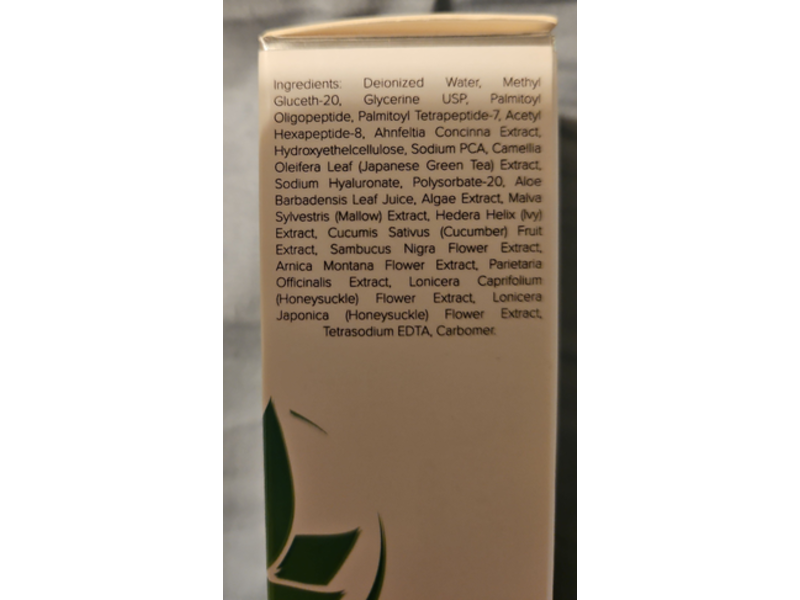 Ingredients: Deionized Water, Methyl
Gluceth-20, Glycerine USP, Palmitoyl
Oligopeptide, Palmitoyl Tetrapeptide-7, Acetyl
Hexapeptide-8, Ahnfeltia Concinna Extract,
Hydroxyethelcellulose, Sodium PCA, Camellia
Oleifera Leaf (Japanese Green Tea) Extract,
Sodium Hyaluronate, Polysorbate-20, Aloe
Barbadensis Leaf Juice, Algae Extract, Malva
Sylvestris (Mallow) Extract, Hedera Helix (Ivy)
Extract, Cucumis Sativus (Cucumber) Fruit
Extract, Sambucus Nigra Flower Extract,
Arnica Montana Flower Extract, Parietaria
Officinalis Extract, Lonicera Caprifolium
(Honeysuckle) Flower Extract, Lonicera
Japonica (Honeysuckle) Flower Extract,
Tetrasodium EDTA, Carbomer.